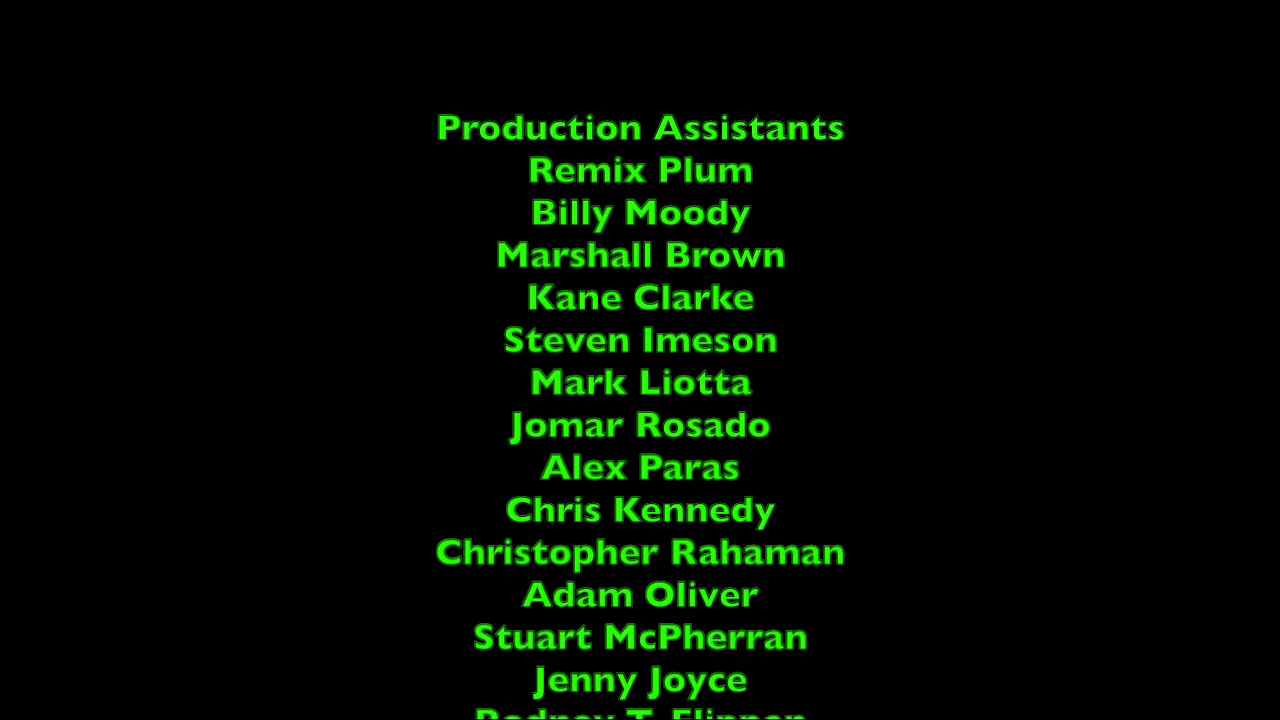 Production Assistants
Remix Plum
Billy Moody
Marshall Brown
Kane Clarke
Steven Imeson
Mark Liotta
Jomar Rosado
Alex Paras
Chris Kennedy
Christopher Rahaman
Adam Oliver
Stuart McPherran
Jenny Joyce
Rodney T.